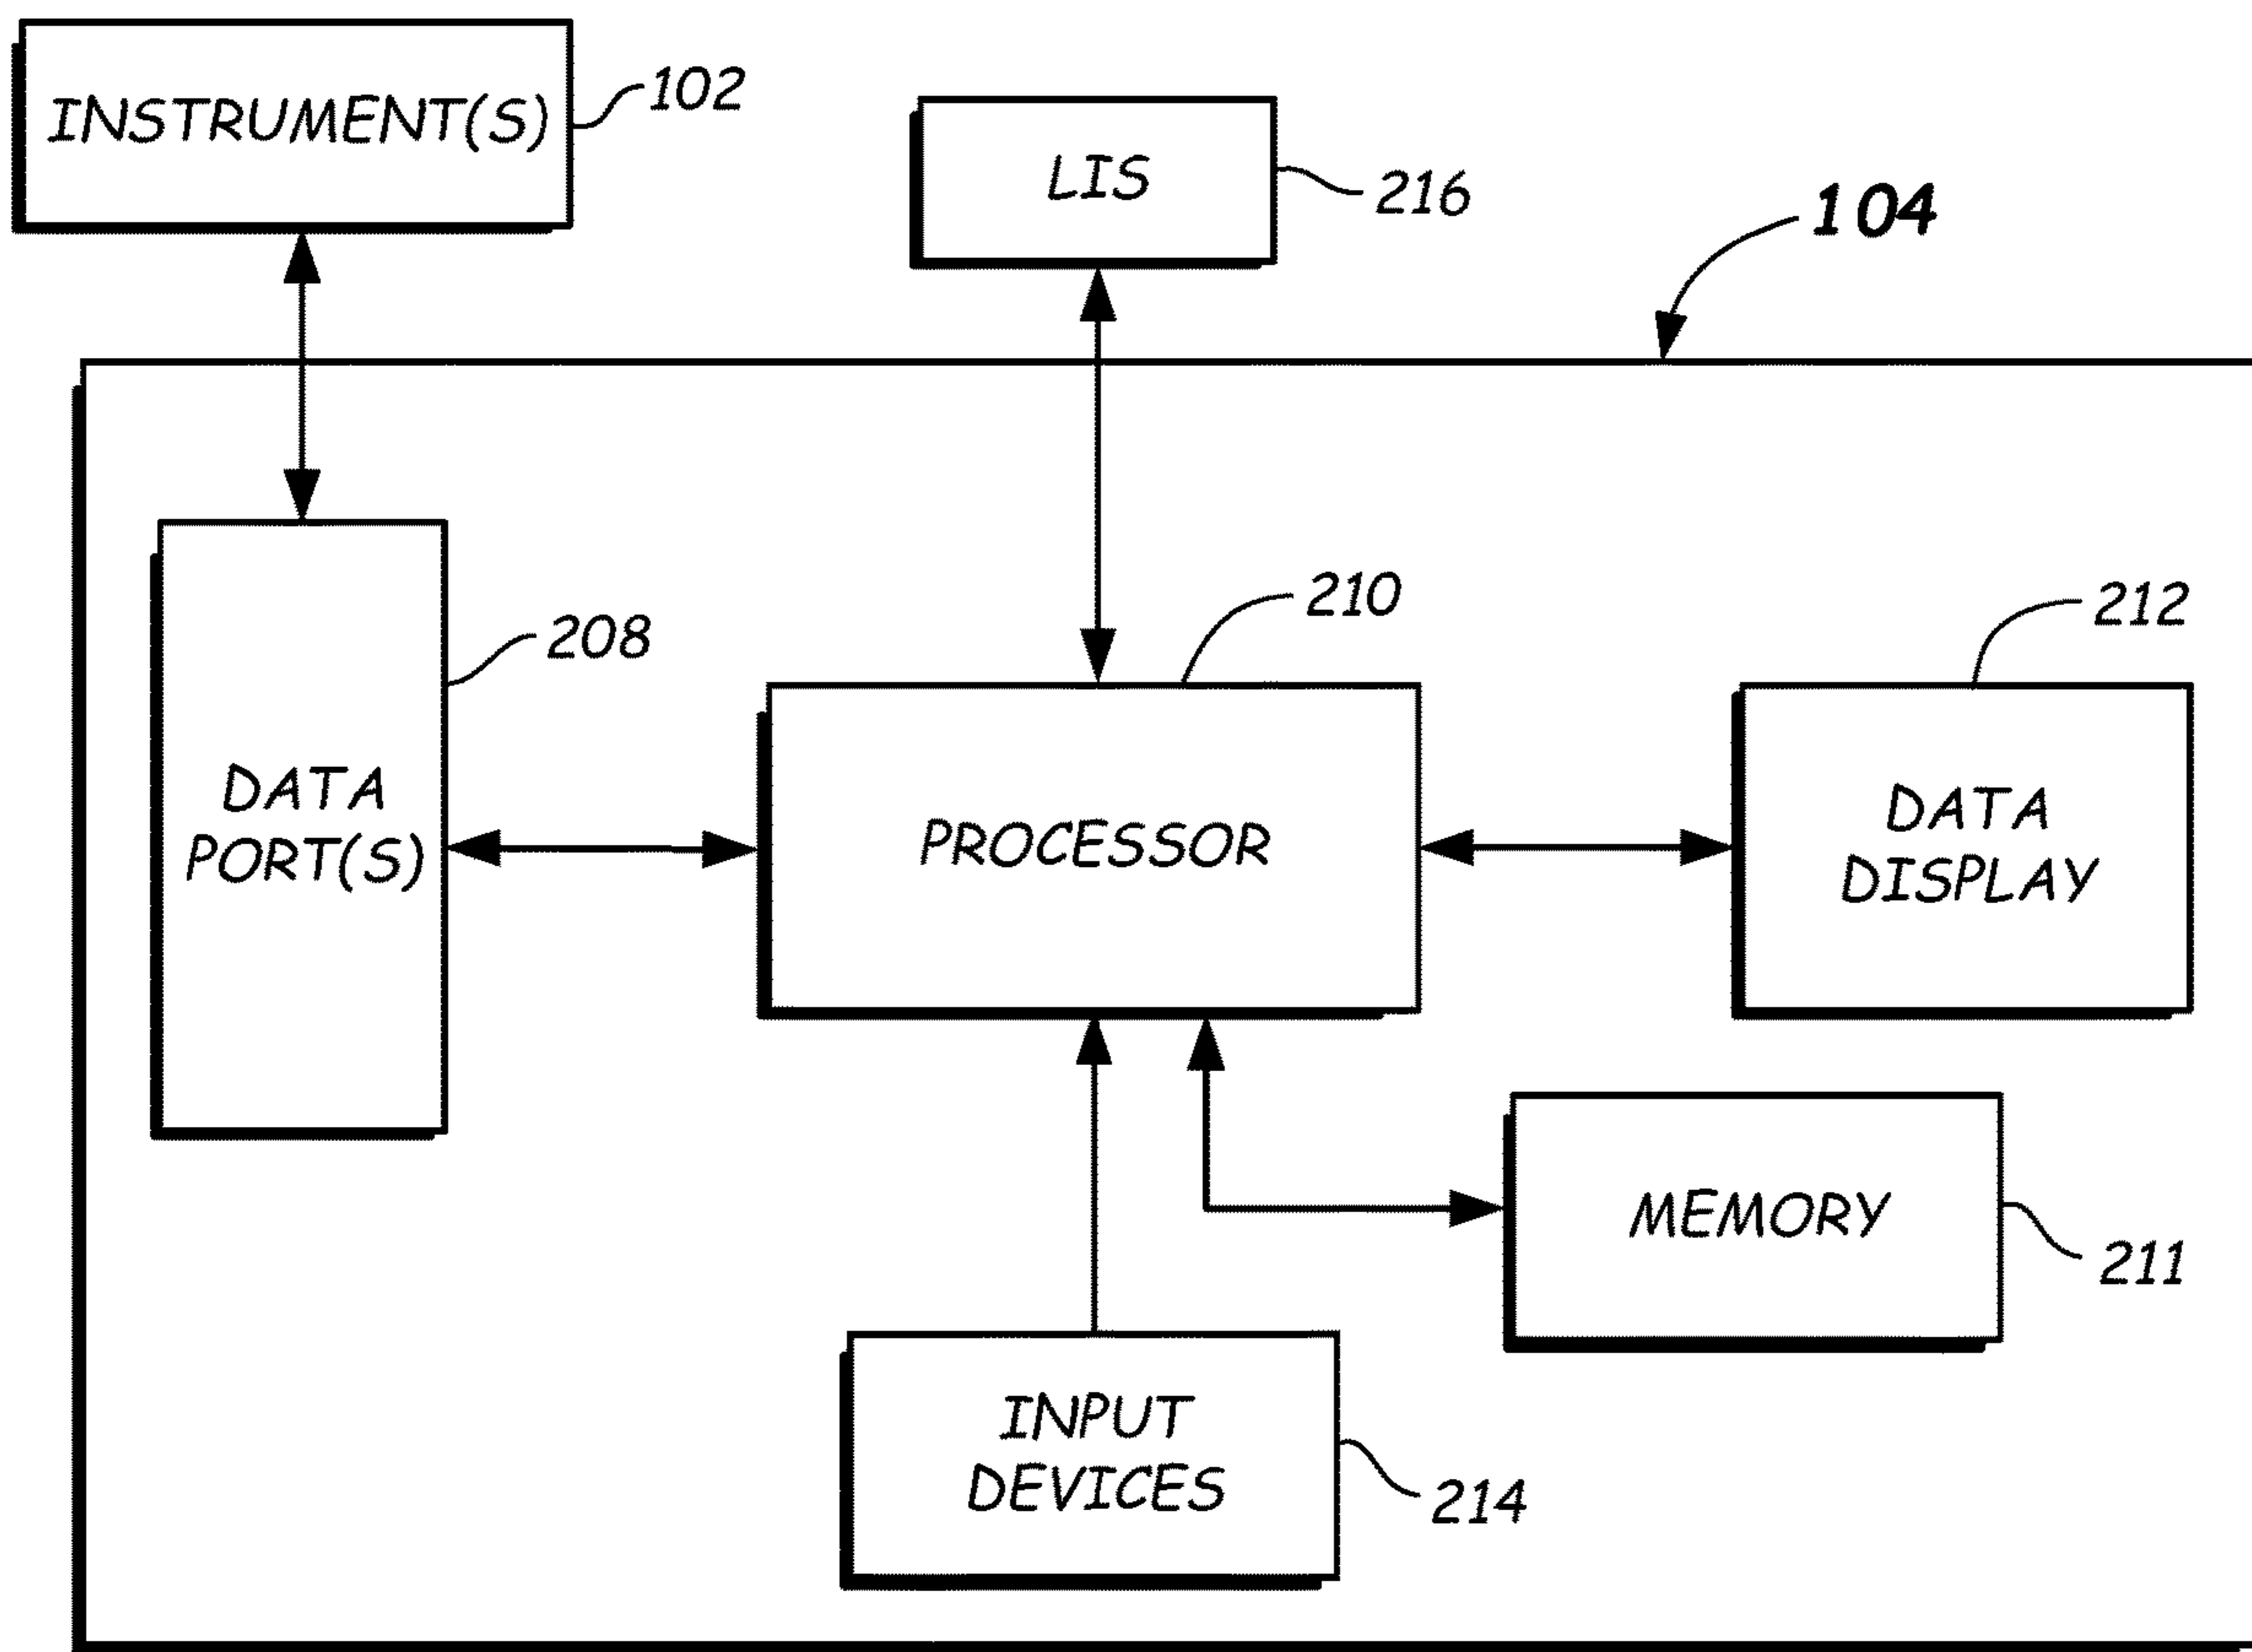 INSTRUMENT(S)
102
LIS
216
104
208
210
212
DATA
PORT(S)
PROCESSOR
DATA
DISPLAY
MEMORY
211
INPUT
DEVICES
214